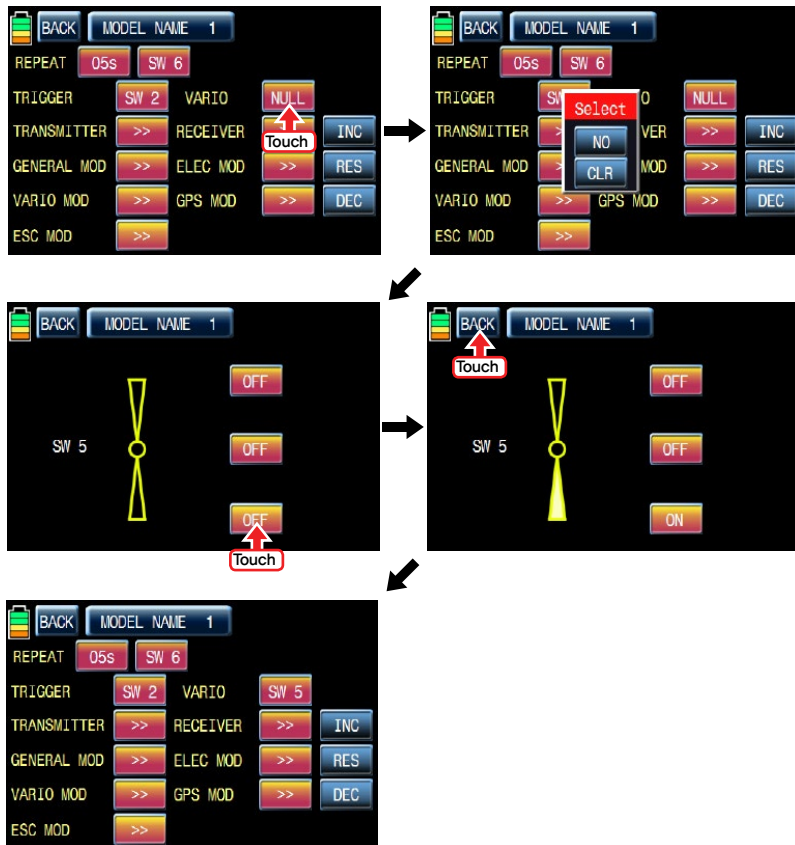 BACK MODEL NAME 1
REPEAT 05s SW 6
TRIGGER SW 2 VARIO NULL
TRANSMITTER >> RECEIVER INC
Touch
GENERAL MOD >> ELEC MOD >> RES
VARIO MOD >> GPS MOD >> DEC
ESC MOD >>
BACK MODEL NAME 1
REPEAT 05s SW 6
TRIGGER SW O NULL
Select
TRANSMITTER > VER >> INC
NO
GENERAL MOD > MOD >> RES
CLR
VARIO MOD >> GPS MOD >> DEC
ESC MOD >>
BACK MODEL NAME 1
OFF
SW 5 OFF
OFF
Touch
BACK MODEL NAME 1
Touch
OFF
SW 5 OFF
ON
BACK MODEL NAME 1
REPEAT 05s SW 6
TRIGGER SW 2 VARIO SW 5
TRANSMITTER >> RECEIVER >> INC
GENERAL MOD >> ELEC MOD >> RES
VARIO MOD >> GPS MOD >> DEC
ESC MOD >>